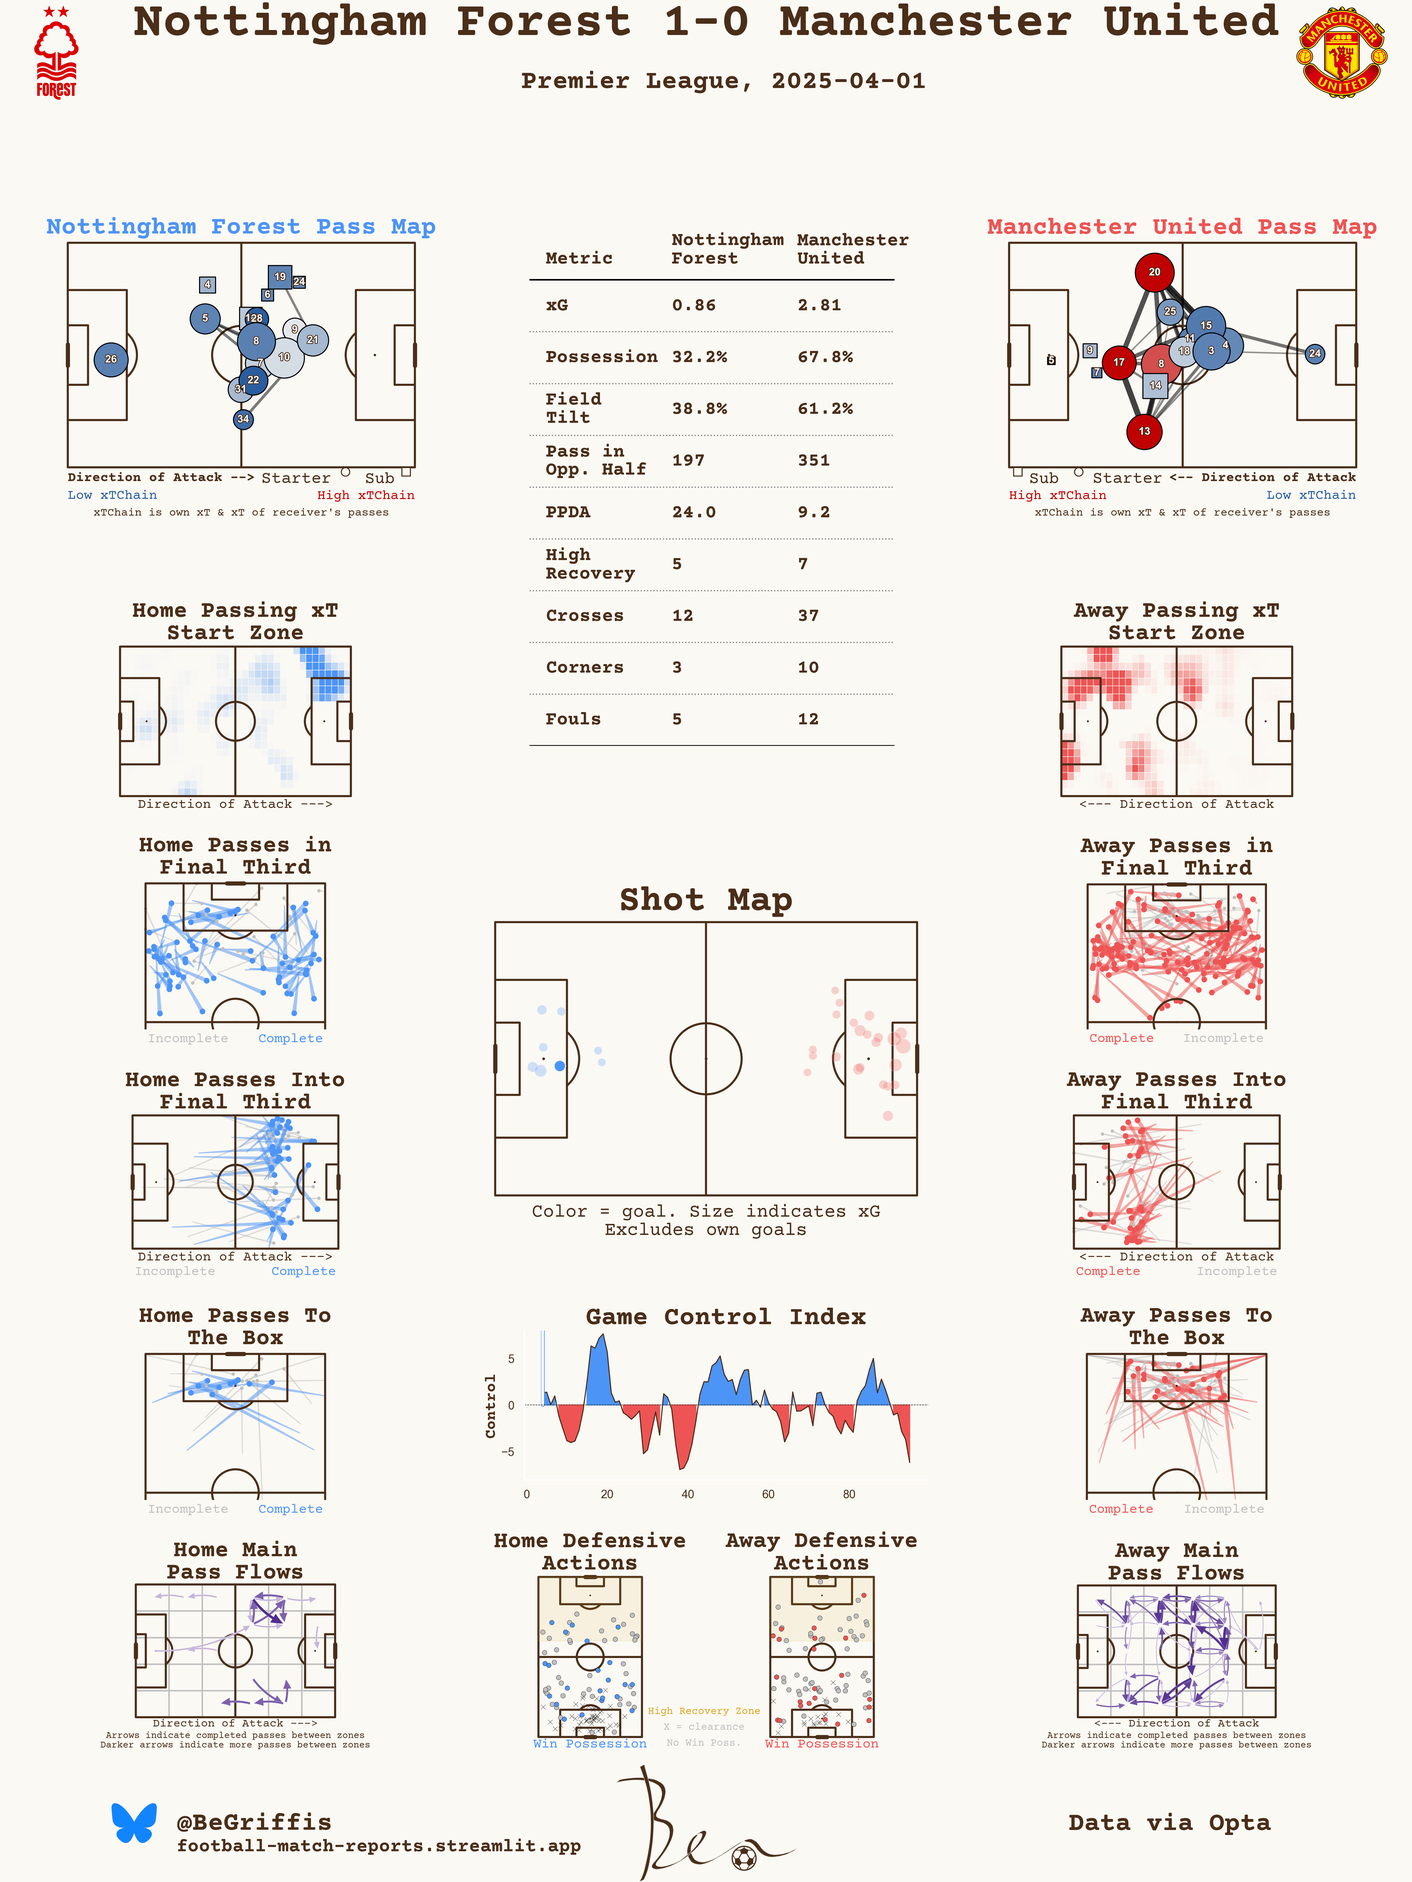 Nottingham Forest 1-0 Manchester United
Premier League, 2025-04-01
FOREST
MANCHESTER
UNITED
Nottingham Forest Pass Map
4
19
24
6
5
28
8
9
21
7
10
26
22
31
34
Direction of Attack --> Starter Sub
Low xTChain High xTChain
xTChain is own xT & xT of receiver's passes
Metric Nottingham Forest Manchester United
xG 0.86 2.81
Possession 32.2% 67.8%
Field Tilt 38.8% 61.2%
Pass in Opp. Half 197 351
PPDA 24.0 9.2
High Recovery 5 7
Crosses 12 37
Corners 3 10
Fouls 5 12
Manchester United Pass Map
20
25
15
11
9
18
3
4
24
5
7
17
8
14
13
Sub Starter <-- Direction of Attack
High xTChain Low xTChain
xTChain is own xT & xT of receiver's passes
Home Passing xT
Start Zone
Direction of Attack --->
Away Passing xT
Start Zone
<--- Direction of Attack
Home Passes in
Final Third
Incomplete Complete
Away Passes in
Final Third
Complete Incomplete
Shot Map
Color = goal. Size indicates xG
Excludes own goals
Home Passes Into
Final Third
Direction of Attack --->
Incomplete Complete
Away Passes Into
Final Third
<--- Direction of Attack
Complete Incomplete
Home Passes To
The Box
Incomplete Complete
Game Control Index
Control
5
0
−5
0 20 40 60 80
Away Passes To
The Box
Complete Incomplete
Home Main
Pass Flows
Direction of Attack --->
Arrows indicate completed passes between zones
Darker arrows indicate more passes between zones
Home Defensive
Actions
Win Possession
High Recovery Zone
X = clearance
No Win Poss.
Away Defensive
Actions
Win Possession
Away Main
Pass Flows
<--- Direction of Attack
Arrows indicate completed passes between zones
Darker arrows indicate more passes between zones
@BeGriffis
football-match-reports.streamlit.app
Ben
Data via Opta